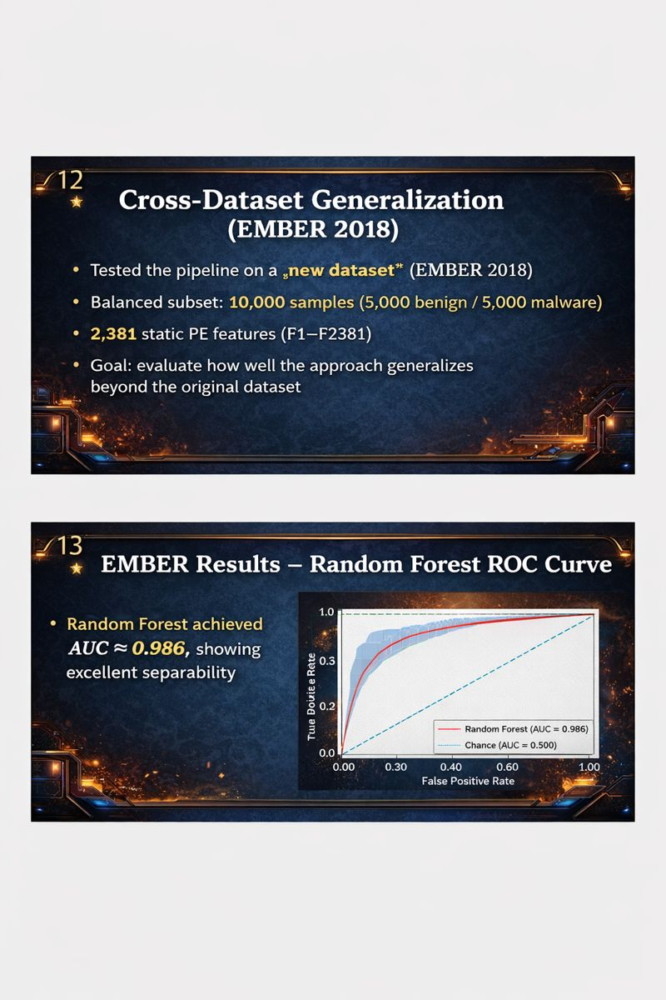 12
Cross-Dataset Generalization
(EMBER 2018)
• Tested the pipeline on a „new dataset“ (EMBER 2018)
• Balanced subset: 10,000 samples (5,000 benign / 5,000 malware)
• 2,381 static PE features (F1–F2381)
• Goal: evaluate how well the approach generalizes
beyond the original dataset
13
EMBER Results – Random Forest ROC Curve
• Random Forest achieved
AUC ≈ 0.986, showing
excellent separability
1.0
0.3
0.2
0.0
Rate
Random Forest (AUC = 0.986)
Chance (AUC = 0.500)
0.00 0.30 0.40 0.60 1.00
False Positive Rate